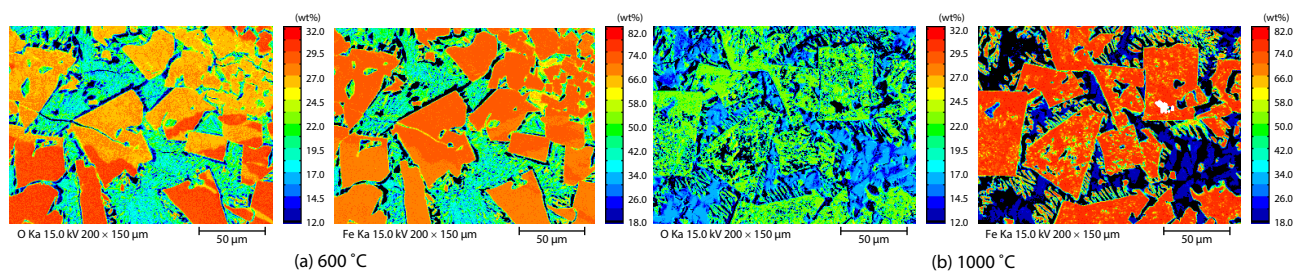 (wt%)
32.0
29.5
27.0
24.5
22.0
19.5
17.0
14.5
12.0
O Ka 15.0 kV 200 × 150 µm
50 µm
(wt%)
82.0
74.0
66.0
58.0
50.0
42.0
34.0
26.0
18.0
Fe Ka 15.0 kV 200 × 150 µm
50 µm
(a) 600 ˚C
(wt%)
32.0
29.5
27.0
24.5
22.0
19.5
17.0
14.5
12.0
O Ka 15.0 kV 200 × 150 µm
50 µm
(wt%)
82.0
74.0
66.0
58.0
50.0
42.0
34.0
26.0
18.0
Fe Ka 15.0 kV 200 × 150 µm
50 µm
(b) 1000 ˚C